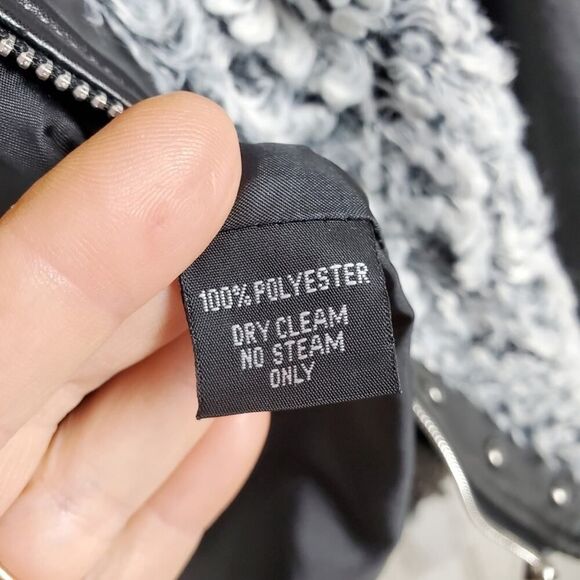 100% POLYESTER
DRY CLEAM
NO STEAM
ONLY